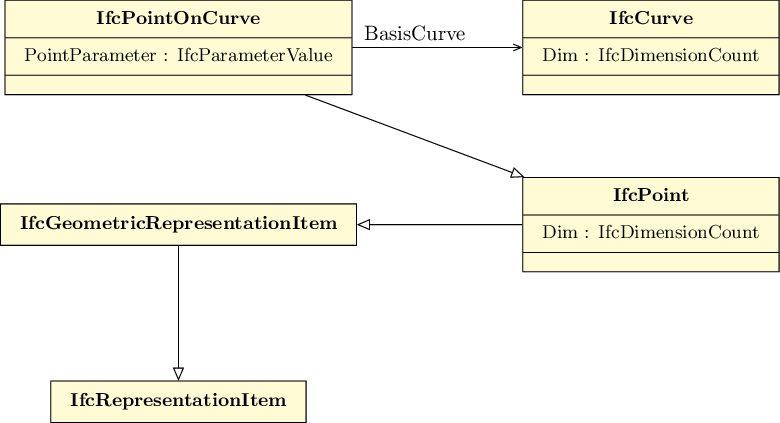 IfcPointOnCurve
PointParameter : IfcParameterValue
BasisCurve
IfcCurve
Dim : IfcDimensionCount
IfcPoint
Dim : IfcDimensionCount
IfcGeometricRepresentationItem
IfcRepresentationItem